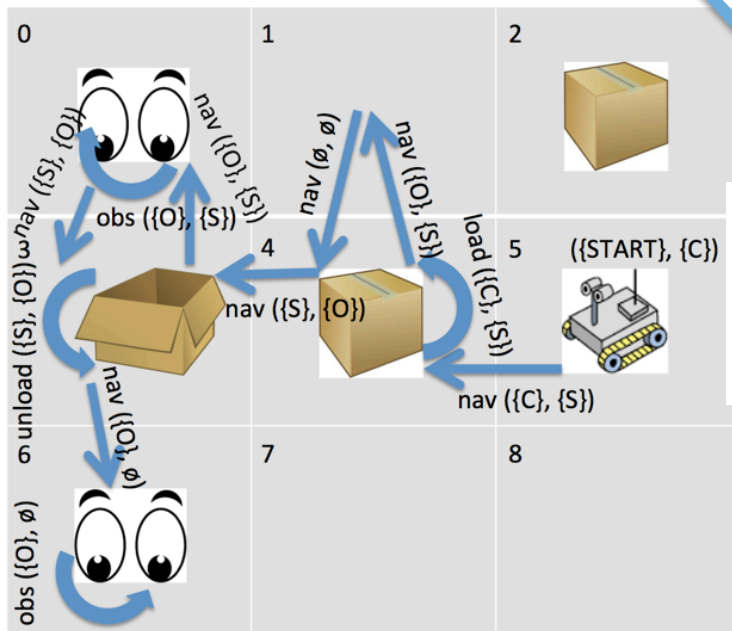 0
1
2
nav ({S}, {O})
nav ({O}, {S})
obs ({O}, {S})
nav (ø, ø)
nav ({O}, {S})
3
4
5
load ({C}, {S})
({START}, {C})
nav ({S}, {O})
nav ({C}, {S})
unload ({S}, {O})
nav ({O}, ø)
6
7
8
obs ({O}, ø)